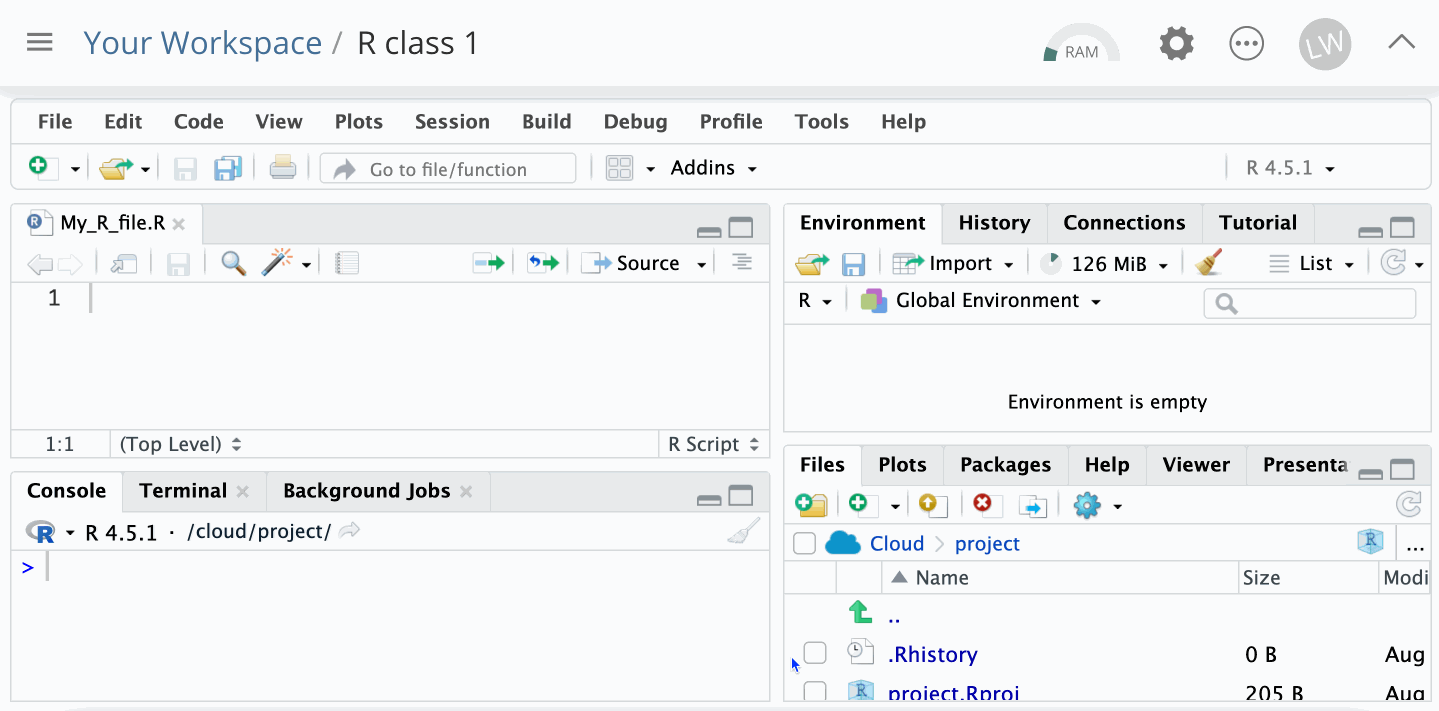 Your Workspace / R class 1
RAM
LW
File Edit Code View Plots Session Build Debug Profile Tools Help
Go to file/function
Addins
R 4.5.1
My_R_file.R
Source
1
1:1
(Top Level)
R Script
Console Terminal Background Jobs
R 4.5.1 · /cloud/project/
>
Environment History Connections Tutorial
Import
126 MiB
List
R
Global Environment
Environment is empty
Files Plots Packages Help Viewer Presenta
Cloud project
...
Name Size Modi
..
.Rhistory 0 B Aug
project.Rproj 205 B Aug